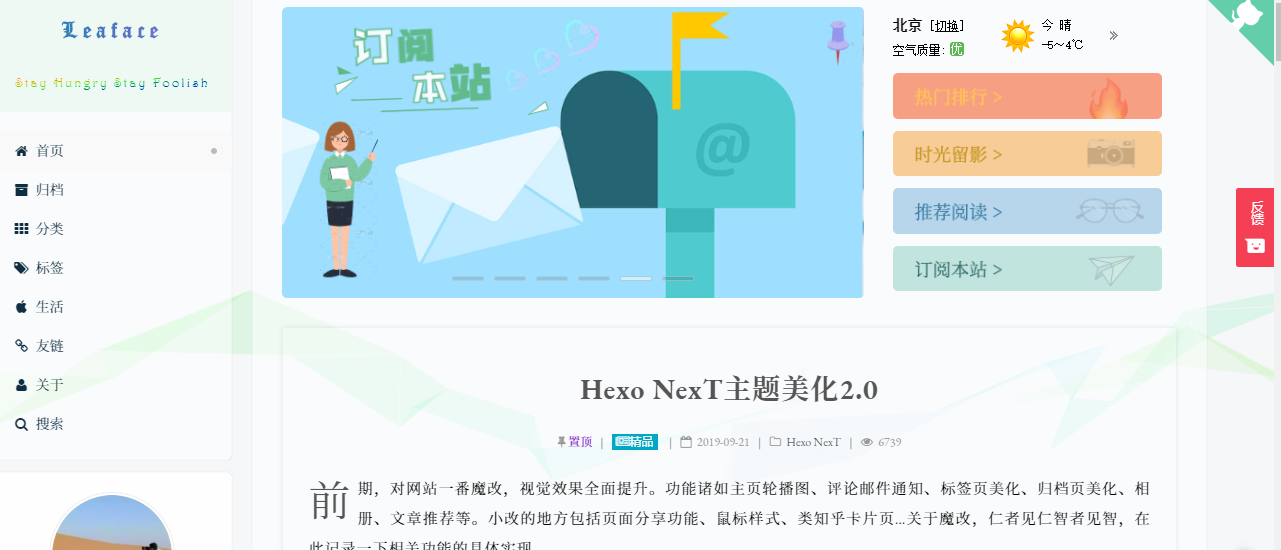 Leaface
Stay Hungry Stay Foolish
首页
归档
分类
标签
生活
友链
关于
搜索
订阅
本站
@
北京 [切换]
空气质量: 优
今 晴
-5~4℃
热门排行 >
时光留影 >
推荐阅读 >
订阅本站 >
反馈
Hexo NexT主题美化2.0
置顶 | 精品 | 2019-09-21 | Hexo NexT | 6739
前期，对网站一番魔改，视觉效果全面提升。功能诸如主页轮播图、评论邮件通知、标签页美化、归档页美化、相
册、文章推荐等。小改的地方包括页面分享功能、鼠标样式、类知乎卡片页...关于魔改，仁者见仁智者见智，在
此记录一下相关功能的具体实现